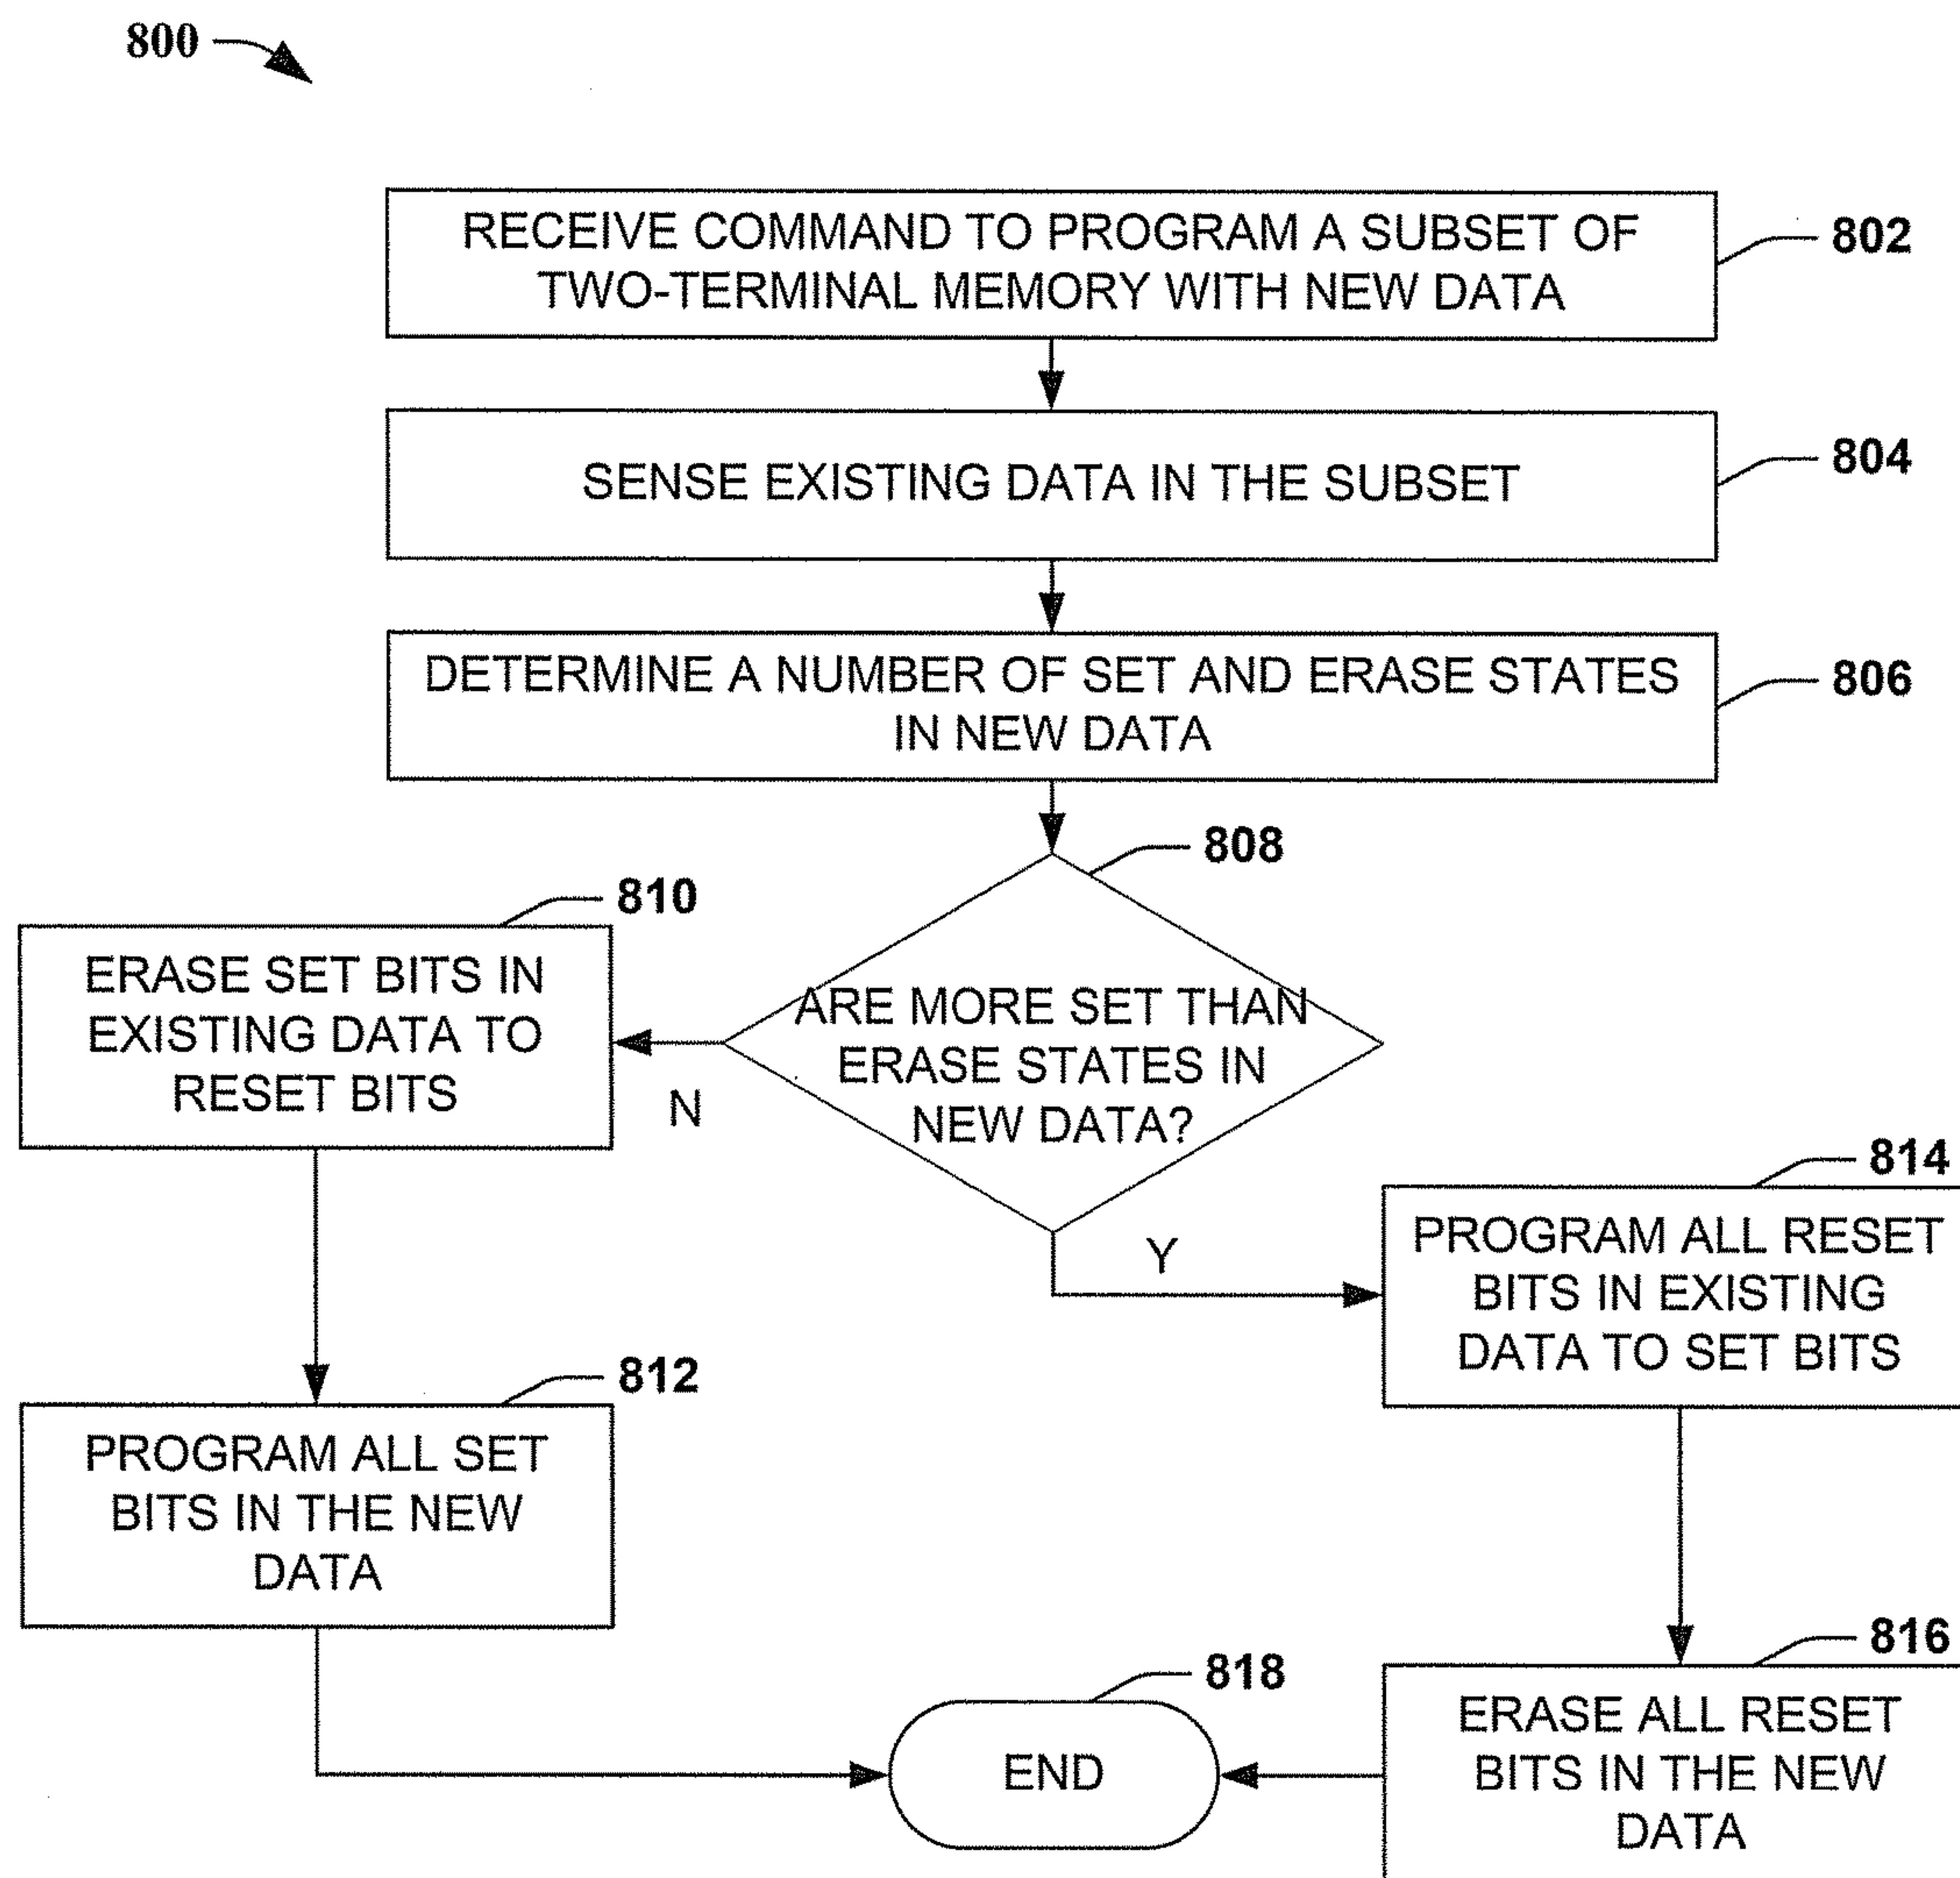 800
RECEIVE COMMAND TO PROGRAM A SUBSET OF
TWO-TERMINAL MEMORY WITH NEW DATA
802
SENSE EXISTING DATA IN THE SUBSET
804
DETERMINE A NUMBER OF SET AND ERASE STATES
IN NEW DATA
806
808
ARE MORE SET THAN
ERASE STATES IN
NEW DATA?
N
Y
810
ERASE SET BITS IN
EXISTING DATA TO
RESET BITS
812
PROGRAM ALL SET
BITS IN THE NEW
DATA
814
PROGRAM ALL RESET
BITS IN EXISTING
DATA TO SET BITS
816
ERASE ALL RESET
BITS IN THE NEW
DATA
818
END